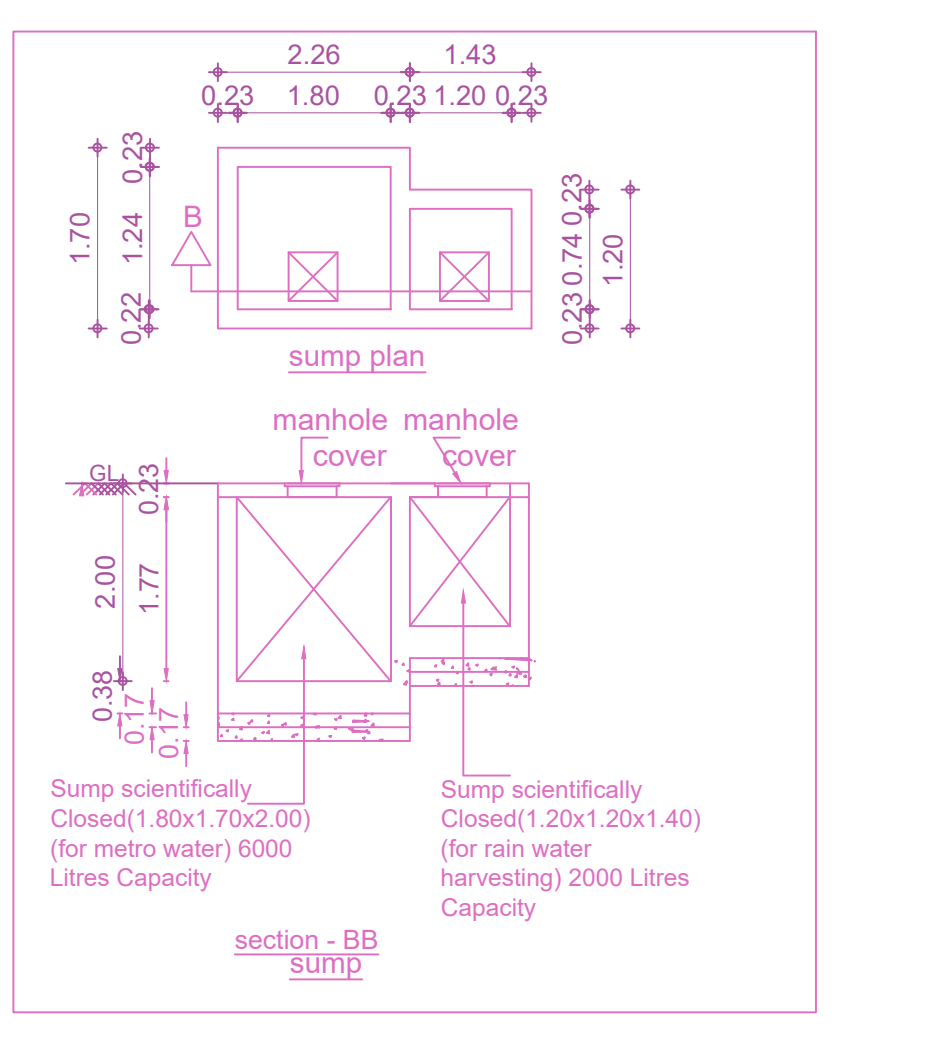 2.26 1.43
0.23 1.80 0.23 1.20 0.23
1.70
0.23
1.24
0.22
B
0.23
0.74
0.23
1.20
sump plan
manhole cover
manhole cover
GL
0.23
2.00
1.77
0.38
0.17
0.17
Sump scientifically
Closed(1.80x1.70x2.00)
(for metro water) 6000
Litres Capacity
Sump scientifically
Closed(1.20x1.20x1.40)
(for rain water
harvesting) 2000 Litres
Capacity
section - BB
sump